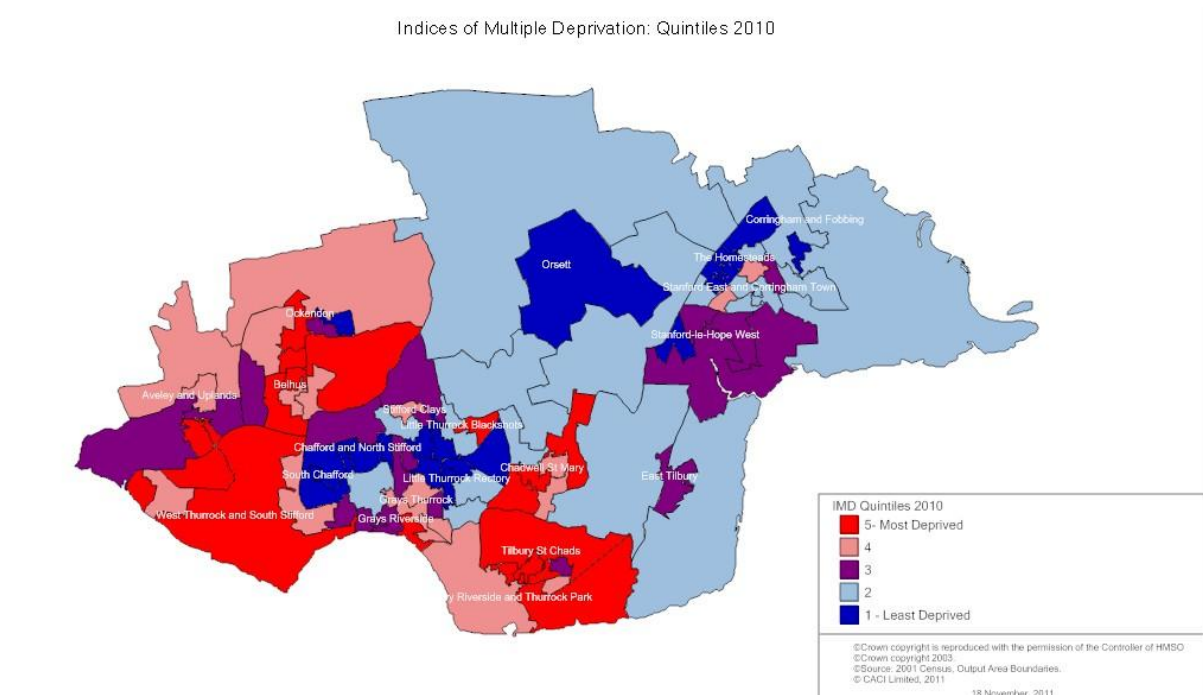 Indices of Multiple Deprivation: Quintiles 2010
Corringham and Fobbing
Orsett
The Homesteads
Stanford East and Corringham Town
Ockendon
Stanford-le-Hope West
Belhus
Aveley and Uplands
Stifford Clays
Little Thurrock Blackshots
Chafford and North Stifford
Chadwell St Mary
South Chafford
Little Thurrock Rectory
East Tilbury
Grays Thurrock
West Thurrock and South Stifford
Grays Riverside
Tilbury St Chads
y Riverside and Thurrock Park
IMD Quintiles 2010
5- Most Deprived
4
3
2
1 - Least Deprived
©Crown copyright is reproduced with the permission of the Controller of HMSO
©Crown copyright 2003.
©Source: 2001 Census, Output Area Boundaries.
© CACI Limited, 2011
18 November, 2011